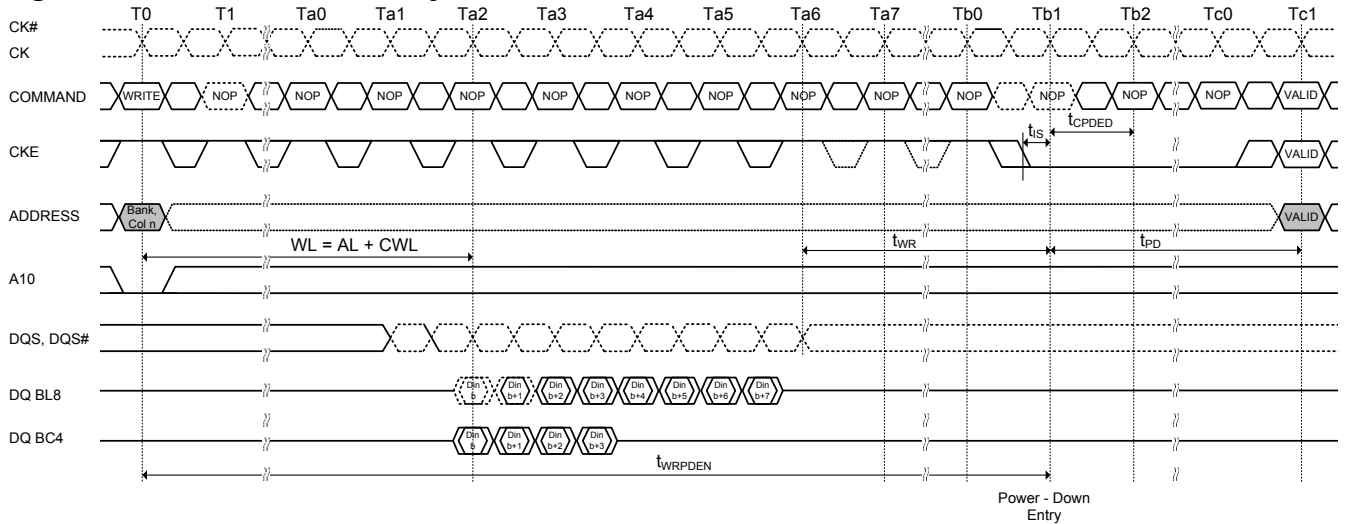 T0 T1 Ta0 Ta1 Ta2 Ta3 Ta4 Ta5 Ta6 Ta7 Tb0 Tb1 Tb2 Tc0 Tc1
CK#
CK
COMMAND WRITE NOP NOP NOP NOP NOP NOP NOP NOP NOP NOP NOP NOP NOP VALID
tIS tCPDED
CKE VALID
ADDRESS Bank, Col n VALID
WL = AL + CWL tWR tPD
A10
DQS, DQS#
DQ BL8 Din b Din b+1 Din b+2 Din b+3 Din b+4 Din b+5 Din b+6 Din b+7
DQ BC4 Din b Din b+1 Din b+2 Din b+3
tWRPDEN
Power - Down
Entry